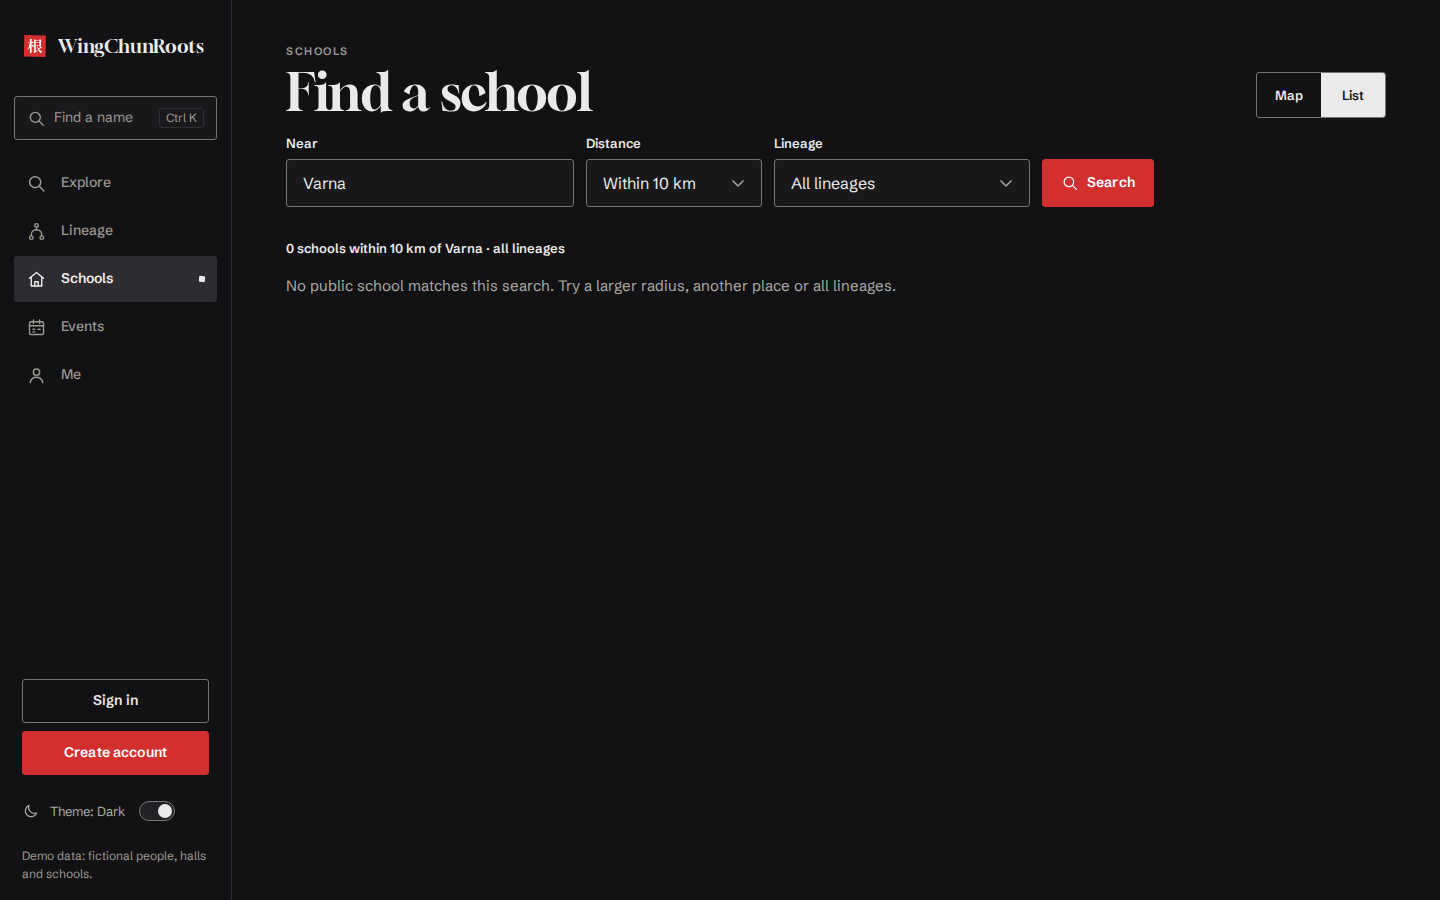 根 WingChunRoots
Find a name Ctrl K
Explore
Lineage
Schools
Events
Me
Sign in
Create account
Theme: Dark
Demo data: fictional people, halls
and schools.
SCHOOLS
Find a school
Map List
Near Distance Lineage
Varna Within 10 km All lineages Search
0 schools within 10 km of Varna · all lineages
No public school matches this search. Try a larger radius, another place or all lineages.